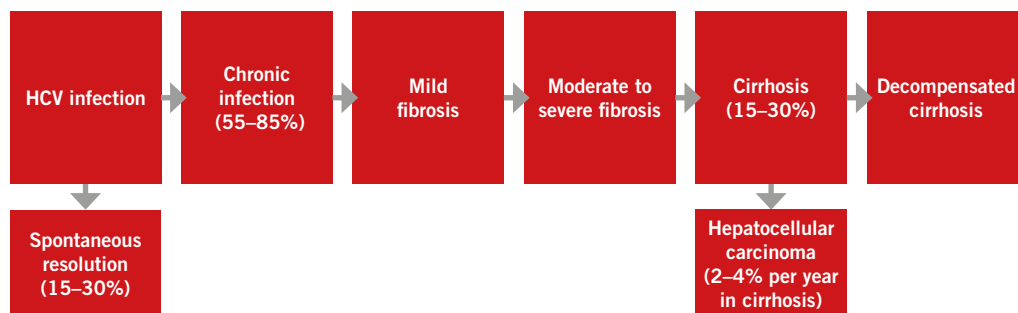 HCV infection
Chronic
infection
(55–85%)
Mild
fibrosis
Moderate to
severe fibrosis
Cirrhosis
(15–30%)
Decompensated
cirrhosis
Spontaneous
resolution
(15–30%)
Hepatocellular
carcinoma
(2–4% per year
in cirrhosis)